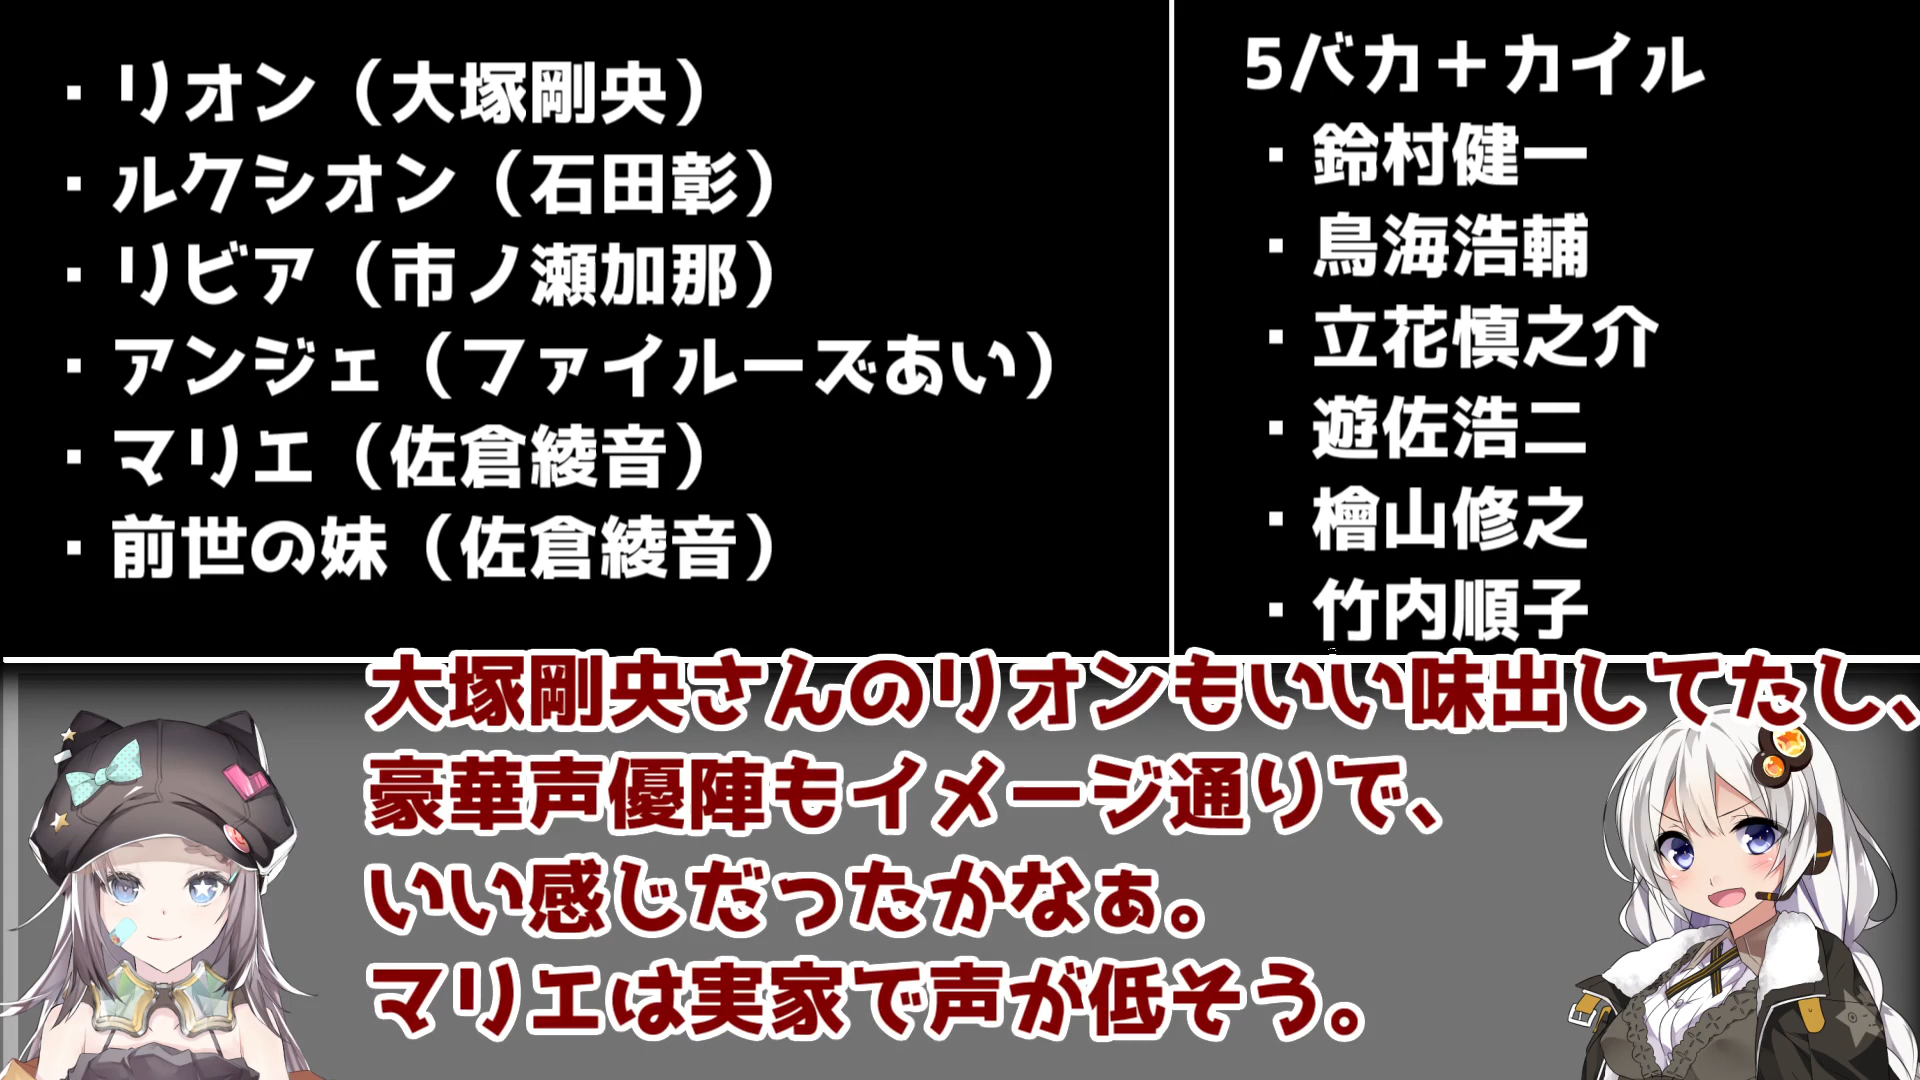 ・リオン（大塚剛央）
・ルクシオン（石田彰）
・リビア（市ノ瀬加那）
・アンジェ（ファイルーズあい）
・マリエ（佐倉綾音）
・前世の妹（佐倉綾音）
5バカ＋カイル
・鈴村健一
・鳥海浩輔
・立花慎之介
・遊佐浩二
・檜山修之
・竹内順子
大塚剛央さんのリオンもいい味出してたし、
豪華声優陣もイメージ通りで、
いい感じだったかなぁ。
マリエは実家で声が低そう。